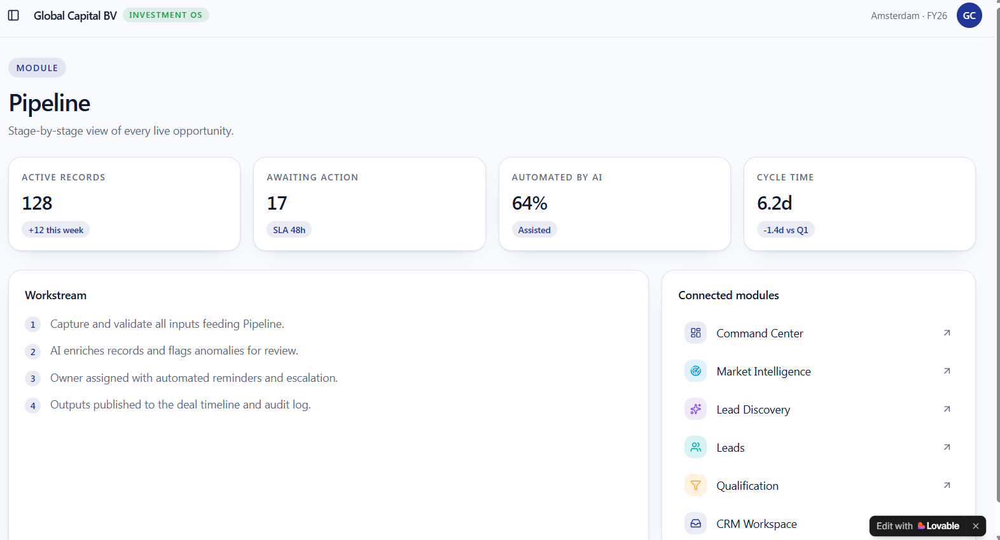 Global Capital BV
INVESTMENT OS
Amsterdam · FY26
GC
MODULE
Pipeline
Stage-by-stage view of every live opportunity.
ACTIVE RECORDS
128
+12 this week
AWAITING ACTION
17
SLA 48h
AUTOMATED BY AI
64%
Assisted
CYCLE TIME
6.2d
-1.4d vs Q1
Workstream
1 Capture and validate all inputs feeding Pipeline.
2 AI enriches records and flags anomalies for review.
3 Owner assigned with automated reminders and escalation.
4 Outputs published to the deal timeline and audit log.
Connected modules
Command Center
Market Intelligence
Lead Discovery
Leads
Qualification
CRM Workspace
Edit with Lovable